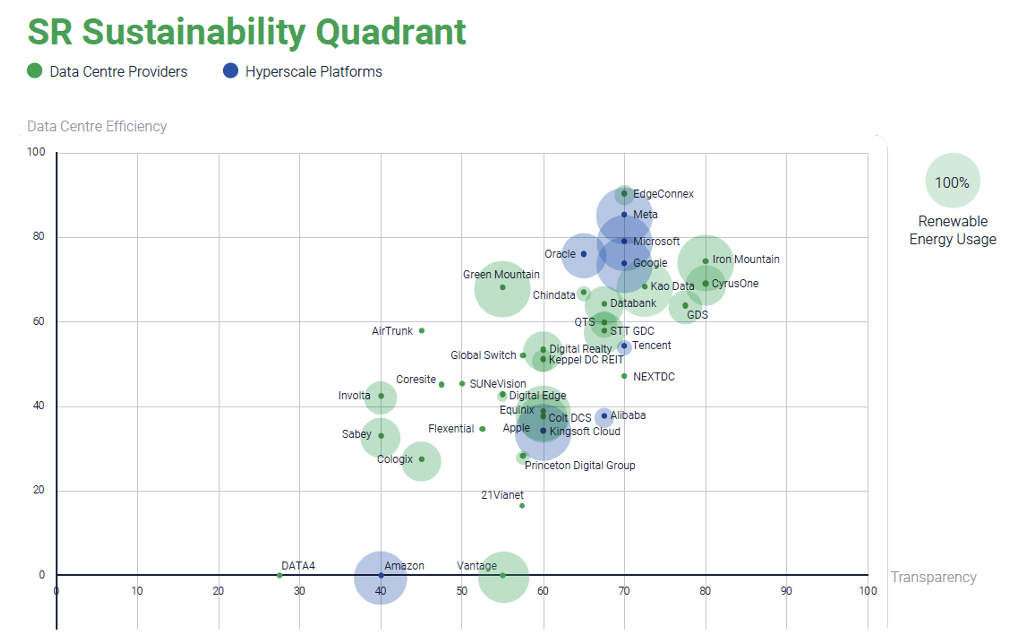 SR Sustainability Quadrant
Data Centre Providers
Hyperscale Platforms
Data Centre Efficiency
100
80
60
40
20
0
EdgeConnex
Meta
Microsoft
Oracle
Google
Iron Mountain
Green Mountain
CyrusOne
Kao Data
Chindata
Databank
GDS
QTS
STT GDC
AirTrunk
Tencent
Digital Realty
Global Switch
Keppel DC REIT
NEXTDC
Coresite
SUNeVision
Involta
Digital Edge
Equinix
Colt DCS
Alibaba
Flexential
Apple
Kingsoft Cloud
Sabey
Cologix
Princeton Digital Group
21Vianet
DATA4
Amazon
Vantage
0
10
20
30
40
50
60
70
80
90
100
Transparency
100%
Renewable
Energy Usage